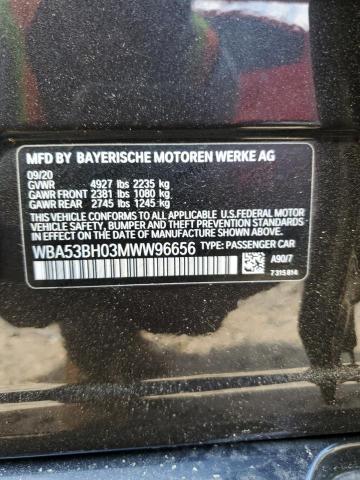 MFD BY BAYERISCHE MOTOREN WERKE AG
09/20
GVWR 4927 lbs 2235 kg
GAWR FRONT 2381 lbs 1080 kg
GAWR REAR 2745 lbs 1245 kg
THIS VEHICLE CONFORMS TO ALL APPLICABLE
U.S.FEDERAL MOTOR
VEHICLE SAFETY, BUMPER, AND THEFT PREVENTION
STANDARDS IN EFFECT ON THE DATE OF MANUFACTURE
SHOWN ABOVE.
WBA53BH03MWW96656 TYPE: PASSENGER CAR
A90/7
7315814